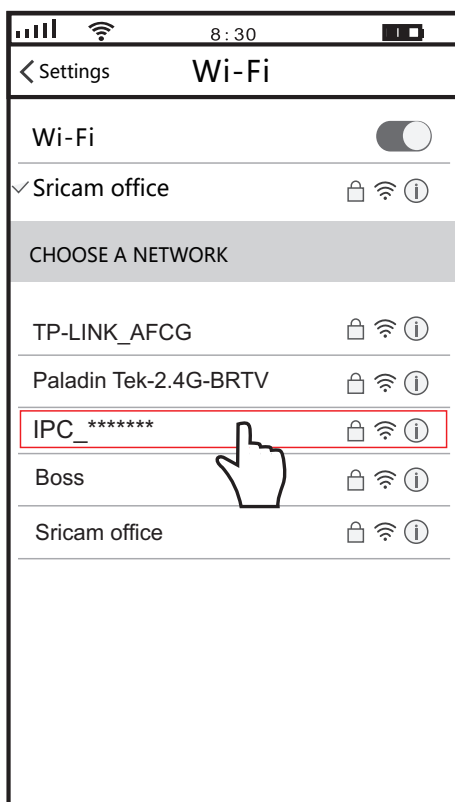 8:30
Settings Wi-Fi
Wi-Fi
Sricam office
CHOOSE A NETWORK
TP-LINK_AFCG
Paladin Tek-2.4G-BRTV
IPC_*******
Boss
Sricam office